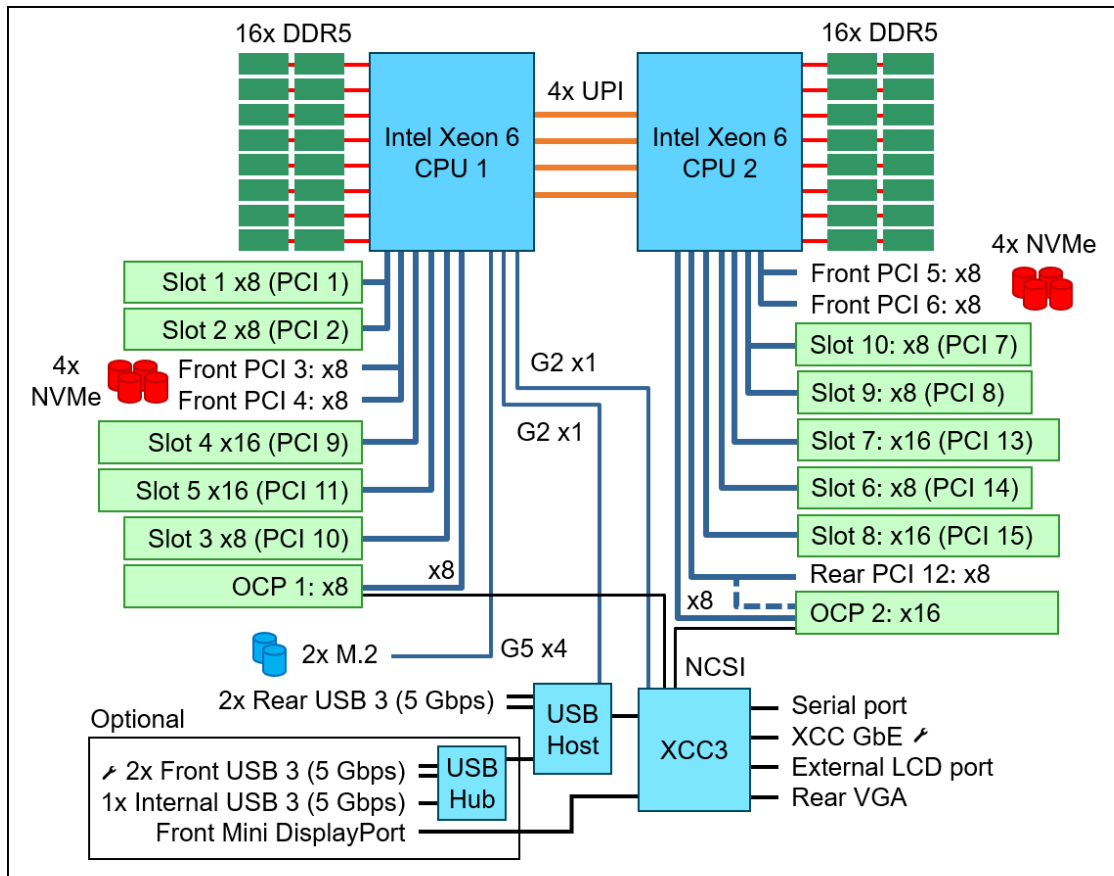 16x DDR5
16x DDR5
4x UPI
Intel Xeon 6
CPU 1
Intel Xeon 6
CPU 2
Slot 1 x8 (PCI 1)
Slot 2 x8 (PCI 2)
4x
NVMe
Front PCI 3: x8
Front PCI 4: x8
Slot 4 x16 (PCI 9)
Slot 5 x16 (PCI 11)
Slot 3 x8 (PCI 10)
OCP 1: x8
x8
2x M.2
G5 x4
G2 x1
G2 x1
4x NVMe
Front PCI 5: x8
Front PCI 6: x8
Slot 10: x8 (PCI 7)
Slot 9: x8 (PCI 8)
Slot 7: x16 (PCI 13)
Slot 6: x8 (PCI 14)
Slot 8: x16 (PCI 15)
Rear PCI 12: x8
x8
OCP 2: x16
NCSI
2x Rear USB 3 (5 Gbps)
USB
Host
XCC3
Serial port
XCC GbE
External LCD port
Rear VGA
Optional
2x Front USB 3 (5 Gbps)
1x Internal USB 3 (5 Gbps)
USB
Hub
Front Mini DisplayPort